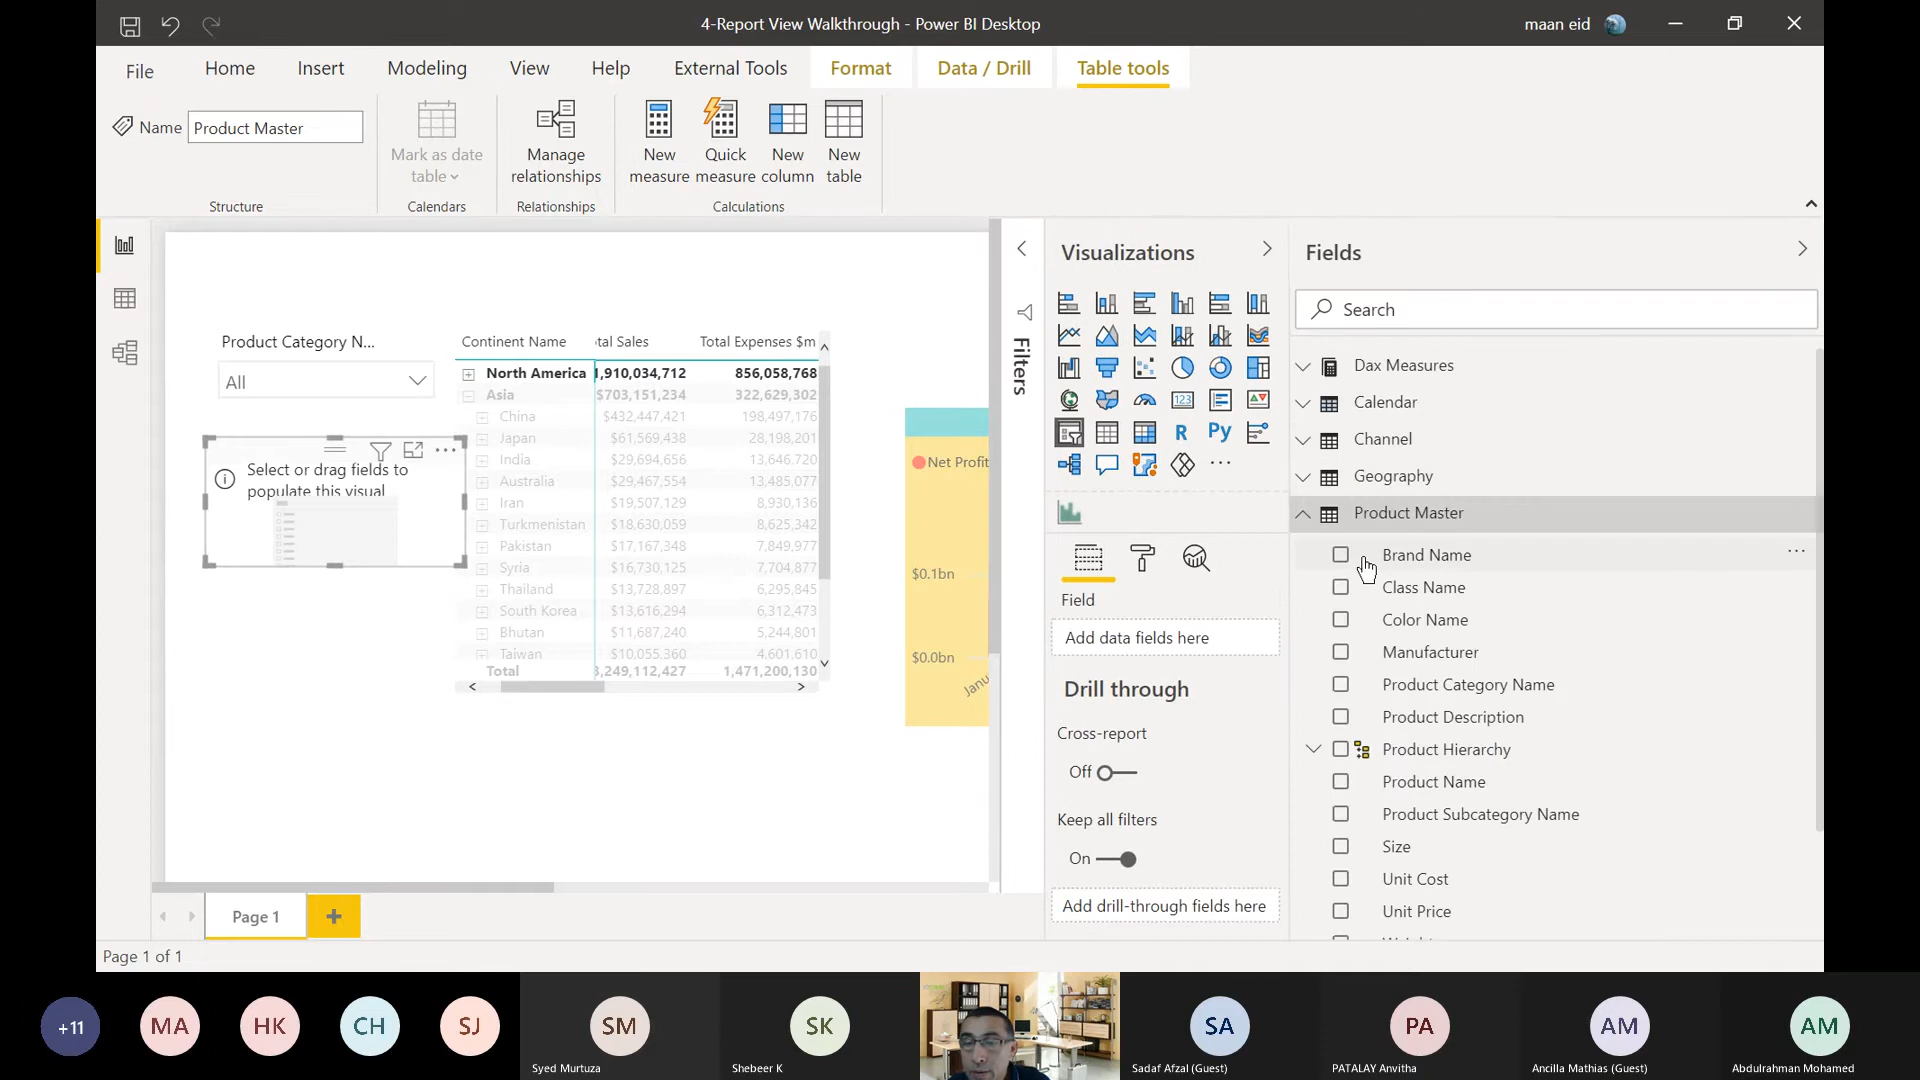 4-Report View Walkthrough - Power BI Desktop
maan eid
File
Home
Insert
Modeling
View
Help
External Tools
Format
Data / Drill
Table tools
Name
Product Master
Mark as date
table
Manage
relationships
New
measure
Quick
measure
New
column
New
table
Structure
Calendars
Relationships
Calculations
Product Category N...
All
Select or drag fields to
populate this visual
Continent Name
tal Sales
Total Expenses $m
North America 1,910,034,712 856,058,768
Asia $703,151,234 322,629,302
China $432,447,421 198,497,176
Japan $61,569,438 28,198,201
India $29,694,656 13,646,720
Australia $29,467,554 13,485,077
Iran $19,507,129 8,930,136
Turkmenistan $18,630,059 8,625,342
Pakistan $17,167,348 7,849,977
Syria $16,730,125 7,704,877
Thailand $13,728,897 6,295,845
South Korea $13,616,294 6,312,473
Bhutan $11,687,240 5,244,801
Taiwan $10,055,360 4,601,610
Total 3,249,112,427 1,471,200,130
Net Profit
$0.1bn
$0.0bn
Janu
Filters
Visualizations
R
Py
123
Field
Add data fields here
Drill through
Cross-report
Off
Keep all filters
On
Add drill-through fields here
Fields
Search
Dax Measures
Calendar
Channel
Geography
Product Master
Brand Name
Class Name
Color Name
Manufacturer
Product Category Name
Product Description
Product Hierarchy
Product Name
Product Subcategory Name
Size
Unit Cost
Unit Price
Page 1
Page 1 of 1
+11
MA
HK
CH
SJ
SM
Syed Murtuza
SK
Shebeer K
SA
Sadaf Afzal (Guest)
PA
PATALAY Anvitha
AM
Ancilla Mathias (Guest)
AM
Abdulrahman Mohamed